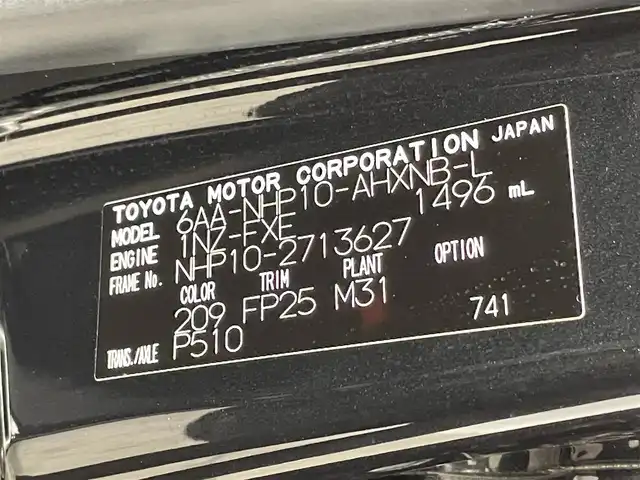 TOYOTA MOTOR CORPORATION JAPAN
MODEL 6AA-NHP10-AHXNB-L
ENGINE 1NZ-FXE 1496 mL
FRAME No. NHP10-2713627
COLOR TRIM PLANT OPTION
209 FP25 M31 741
TRANS./AXLE P510